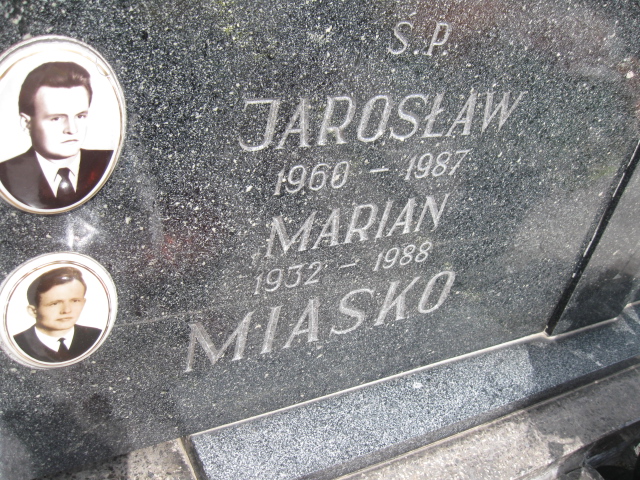 Ś.P.
JAROSŁAW
1960 - 1987
MARIAN
1932 - 1988
MIASKO